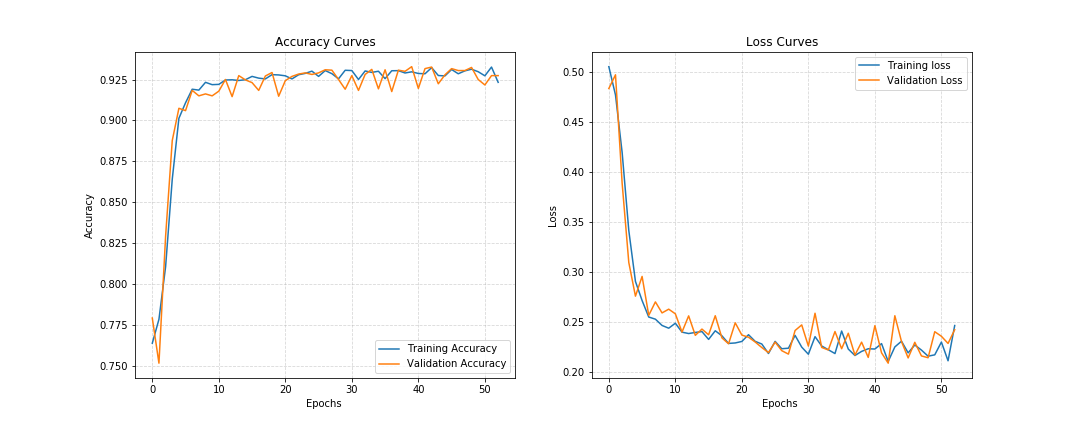 Accuracy Curves
Accuracy
0.925
0.900
0.875
0.850
0.825
0.800
0.775
0.750
0
10
20
30
40
50
Epochs
Training Accuracy
Validation Accuracy
Loss Curves
Loss
0.50
0.45
0.40
0.35
0.30
0.25
0.20
0
10
20
30
40
50
Epochs
Training loss
Validation Loss